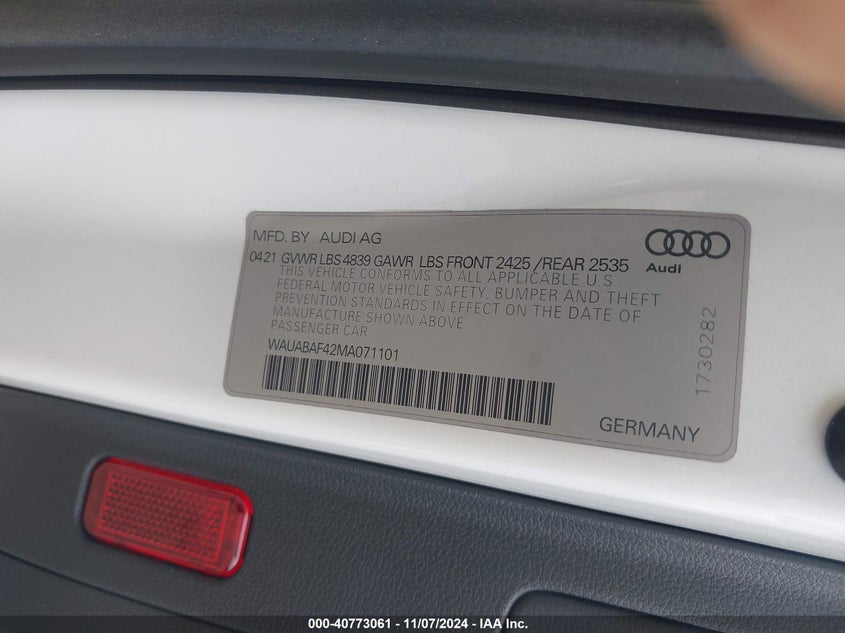 MFD. BY AUDI AG
04.21 GVWR LBS 4839 GAWR LBS FRONT 2425 / REAR 2535
THIS VEHICLE CONFORMS TO ALL APPLICABLE U S
FEDERAL MOTOR VEHICLE SAFETY, BUMPER AND THEFT
PREVENTION STANDARDS IN EFFECT ON THE DATE OF
MANUFACTURE SHOWN ABOVE
PASSENGER CAR
WAUABAF42MA071101
Audi
1730282
GERMANY
000-40773061 - 11/07/2024 - IAA Inc.